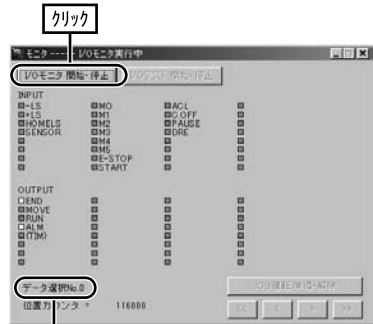 クリック
モニタ ------ I/Oモニタ実行中
I/Oモニタ 開始・停止 I/Oテスト 開始・停止
INPUT
-LS M0 ACL
+LS M1 C.OFF
HOMELS M2 PAUSE
SENSOR M3 DRE
M4
M5
E-STOP
START
OUTPUT
END
MOVE
RUN
ALM
(TIM)
データ選択No.0
位置カウンタ = 116000
<< < > >>